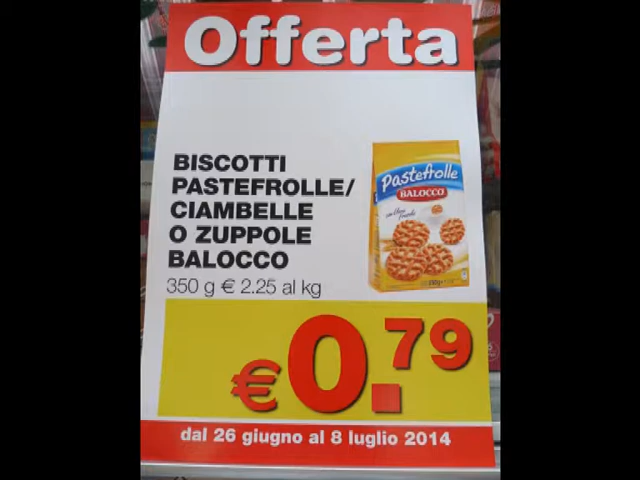 Offerta
BISCOTTI
PASTEFROLLE/
CIAMBELLE
O ZUPPOLE
BALOCCO
350 g € 2.25 al kg
Pastefrolle
BALOCCO
€0.79
dal 26 giugno al 8 luglio 2014